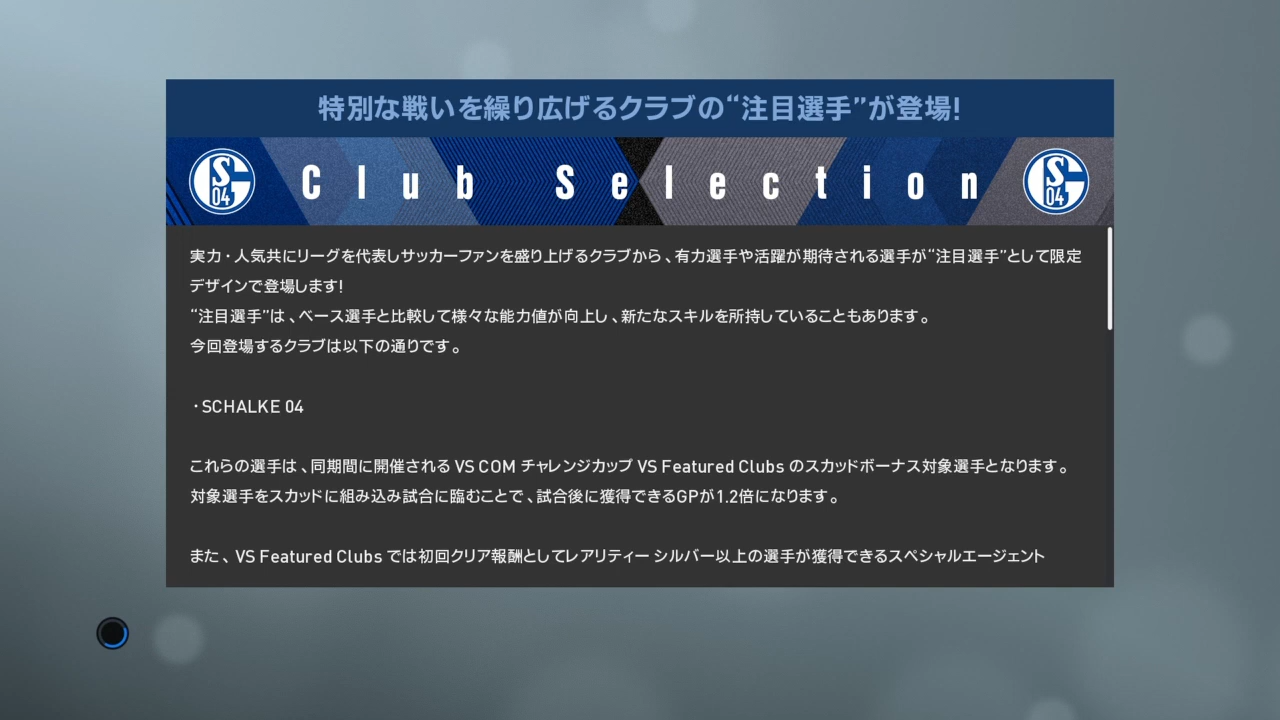 特別な戦いを繰り広げるクラブの“注目選手”が登場!
S 04 Club Selection S 04
実力・人気共にリーグを代表しサッカーファンを盛り上げるクラブから、有力選手や活躍が期待される選手が“注目選手”として限定
デザインで登場します!
“注目選手”は、ベース選手と比較して様々な能力値が向上し、新たなスキルを所持していることもあります。
今回登場するクラブは以下の通りです。
・SCHALKE 04
これらの選手は、同期間に開催される VS COM チャレンジカップ VS Featured Clubs のスカッドボーナス対象選手となります。
対象選手をスカッドに組み込み試合に臨むことで、試合後に獲得できるGPが1.2倍になります。
また、VS Featured Clubs では初回クリア報酬としてレアリティー シルバー以上の選手が獲得できるスペシャルエージェント